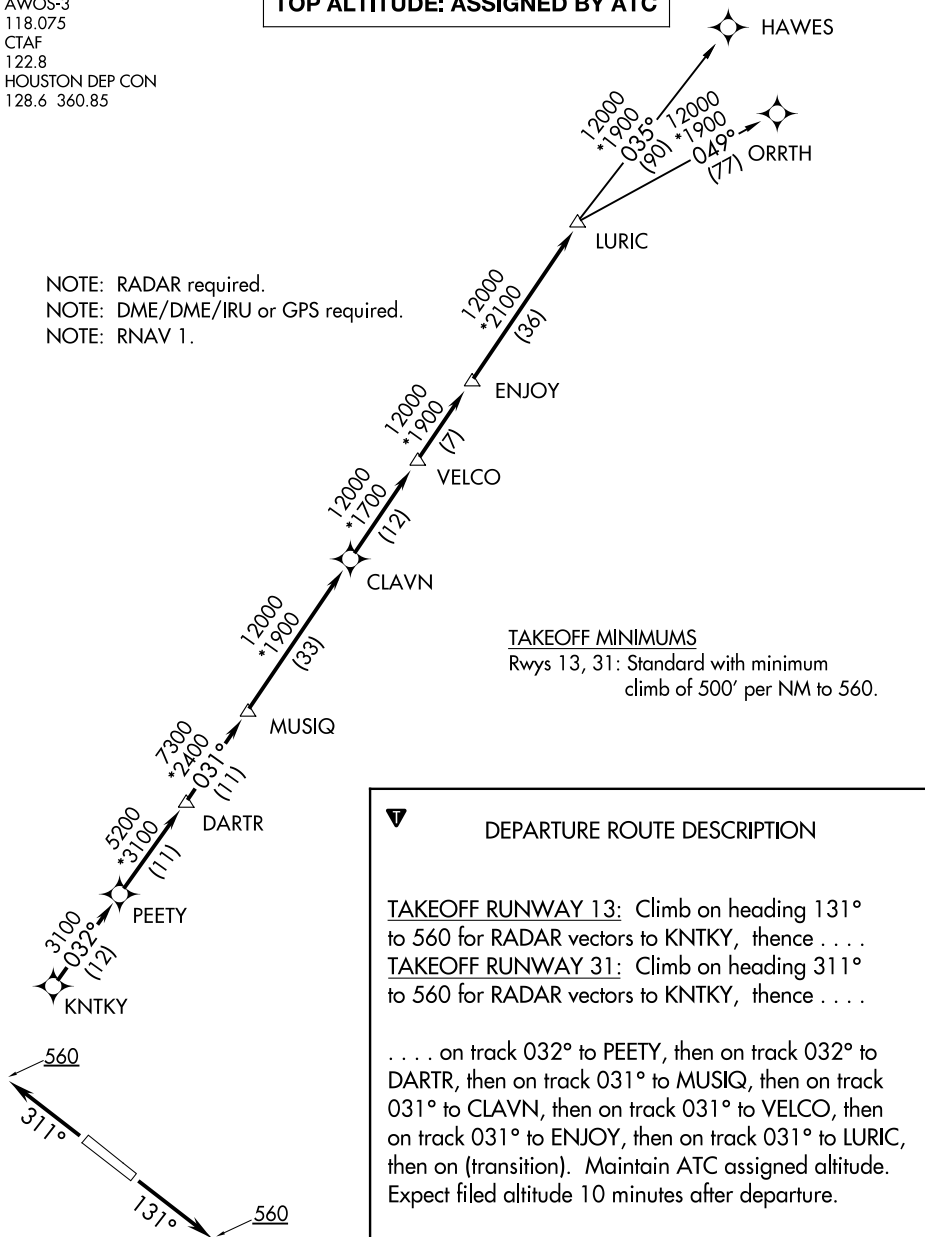 AWOS-3
118.075
CTAF
122.8
HOUSTON DEP CON
128.6 360.85
TOP ALTITUDE: ASSIGNED BY ATC
HAWES
12000
*1900
035°
(90)
12000
*1900
049°
(77)
ORRTH
LURIC
NOTE: RADAR required.
NOTE: DME/DME/IRU or GPS required.
NOTE: RNAV 1.
12000
*2100
(36)
ENJOY
12000
*1900
(7)
VELCO
12000
*1700
(12)
CLAVN
12000
*1900
(33)
TAKEOFF MINIMUMS
Rwys 13, 31: Standard with minimum
climb of 500' per NM to 560.
MUSIQ
7300
*2400
031°
(11)
DARTR
5200
*3100
(11)
PEETY
3100
032°
(12)
KNTKY
560
311°
131°
560
T
DEPARTURE ROUTE DESCRIPTION
TAKEOFF RUNWAY 13: Climb on heading 131°
to 560 for RADAR vectors to KNTKY, thence . . . .
TAKEOFF RUNWAY 31: Climb on heading 311°
to 560 for RADAR vectors to KNTKY, thence . . . .
. . . . on track 032° to PEETY, then on track 032° to
DARTR, then on track 031° to MUSIQ, then on track
031° to CLAVN, then on track 031° to VELCO, then
on track 031° to ENJOY, then on track 031° to LURIC,
then on (transition). Maintain ATC assigned altitude.
Expect filed altitude 10 minutes after departure.